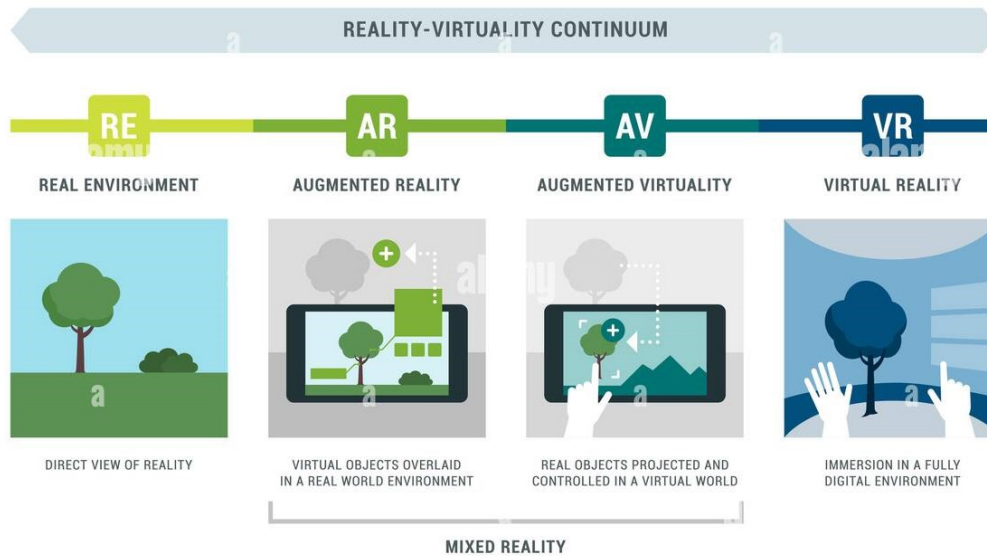 REALITY-VIRTUALITY CONTINUUM
RE
AR
AV
VR
REAL ENVIRONMENT
AUGMENTED REALITY
AUGMENTED VIRTUALITY
VIRTUAL REALITY
DIRECT VIEW OF REALITY
VIRTUAL OBJECTS OVERLAID
IN A REAL WORLD ENVIRONMENT
REAL OBJECTS PROJECTED AND
CONTROLLED IN A VIRTUAL WORLD
IMMERSION IN A FULLY
DIGITAL ENVIRONMENT
MIXED REALITY
alamy